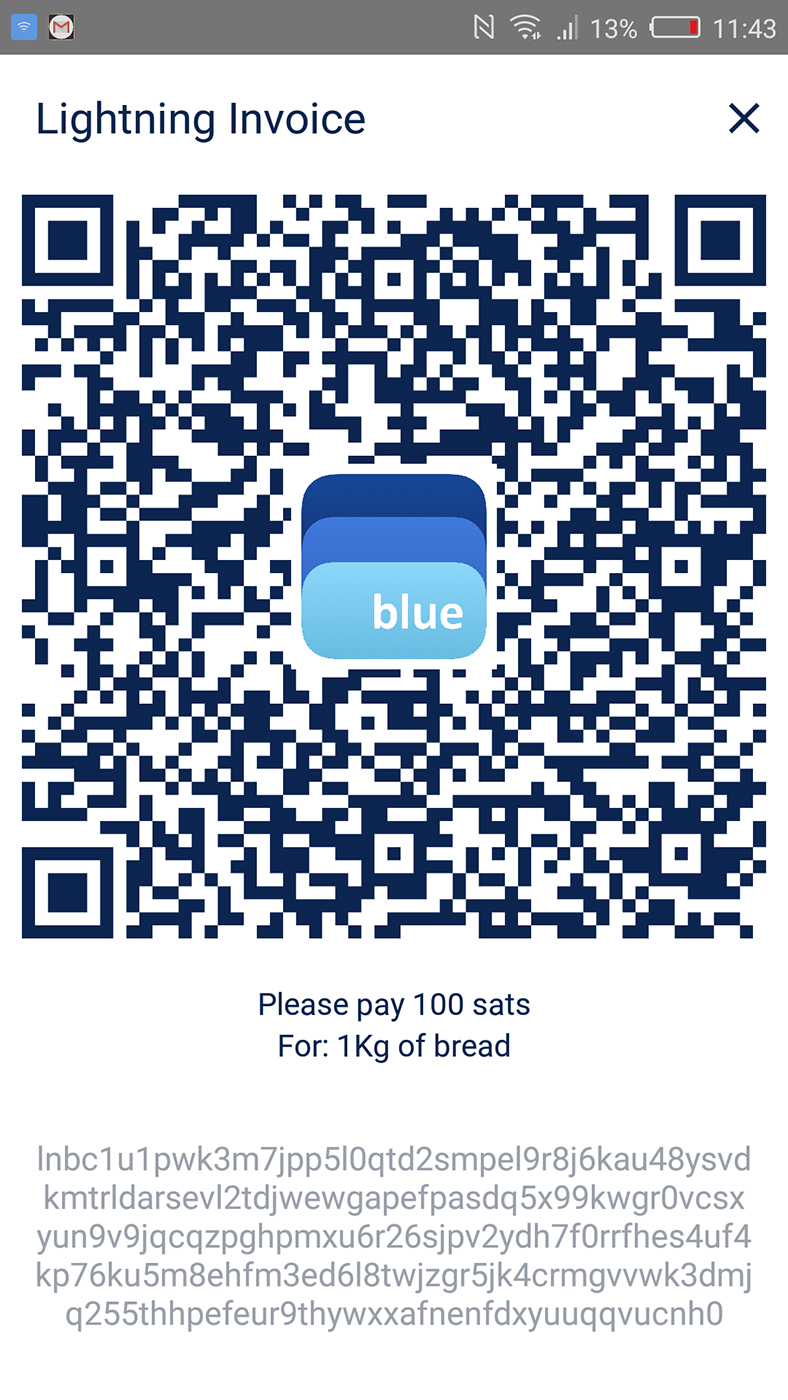 13% 11:43
Lightning Invoice
blue
Please pay 100 sats
For: 1Kg of bread
lnbc1u1pwk3m7jpp5l0qtd2smpel9r8j6kau48ysvd
kmtrldarsevl2tdjwewgapefpasdq5x99kwgr0vcsx
yun9v9jqcqzpghpmxu6r26sjpv2ydh7f0rrfhes4uf4
kp76ku5m8ehfm3ed6l8twjzgr5jk4crmgvvwk3dmj
q255thhpefeur9thywxxafnenfdxyuuqqvucnh0